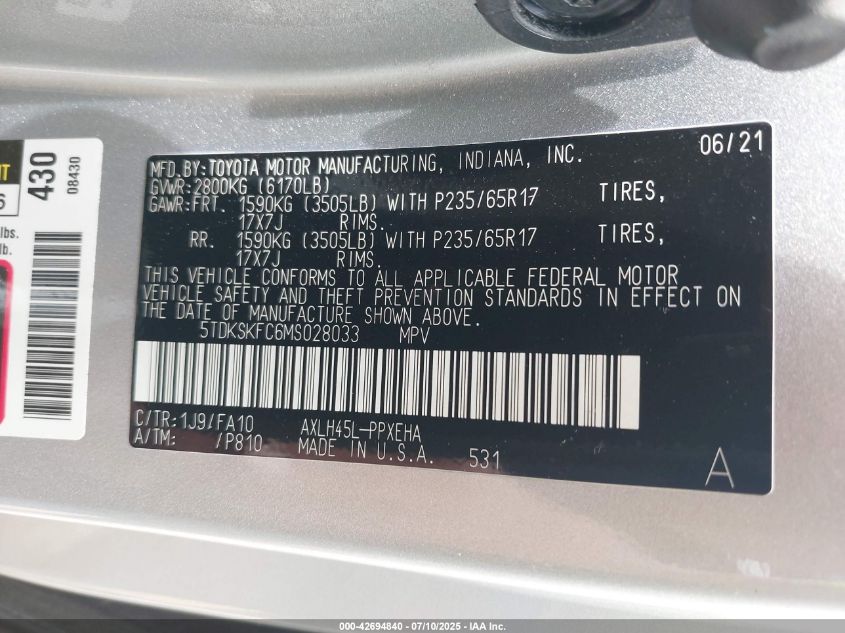 06/21
MFD.BY:TOYOTA MOTOR MANUFACTURING, INDIANA, INC.
GVWR:2800KG (6170LB)
GAWR:FRT. 1590KG (3505LB) WITH P235/65R17 TIRES,
17X7J RIMS.
RR. 1590KG (3505LB) WITH P235/65R17 TIRES,
17X7J RIMS.
THIS VEHICLE CONFORMS TO ALL APPLICABLE FEDERAL MOTOR
VEHICLE SAFETY AND THEFT PREVENTION STANDARDS IN EFFECT ON
THE DATE OF MANUFACTURE SHOWN ABOVE.
5TDKSKFC6MS028033 MPV
C/TR:1J9/FA10 AXLH45L-PPXEHA
A/TM: /P810 MADE IN U.S.A. 531
A
430
08430
lbs.
lb.
000-42694840 - 07/10/2025 - IAA Inc.